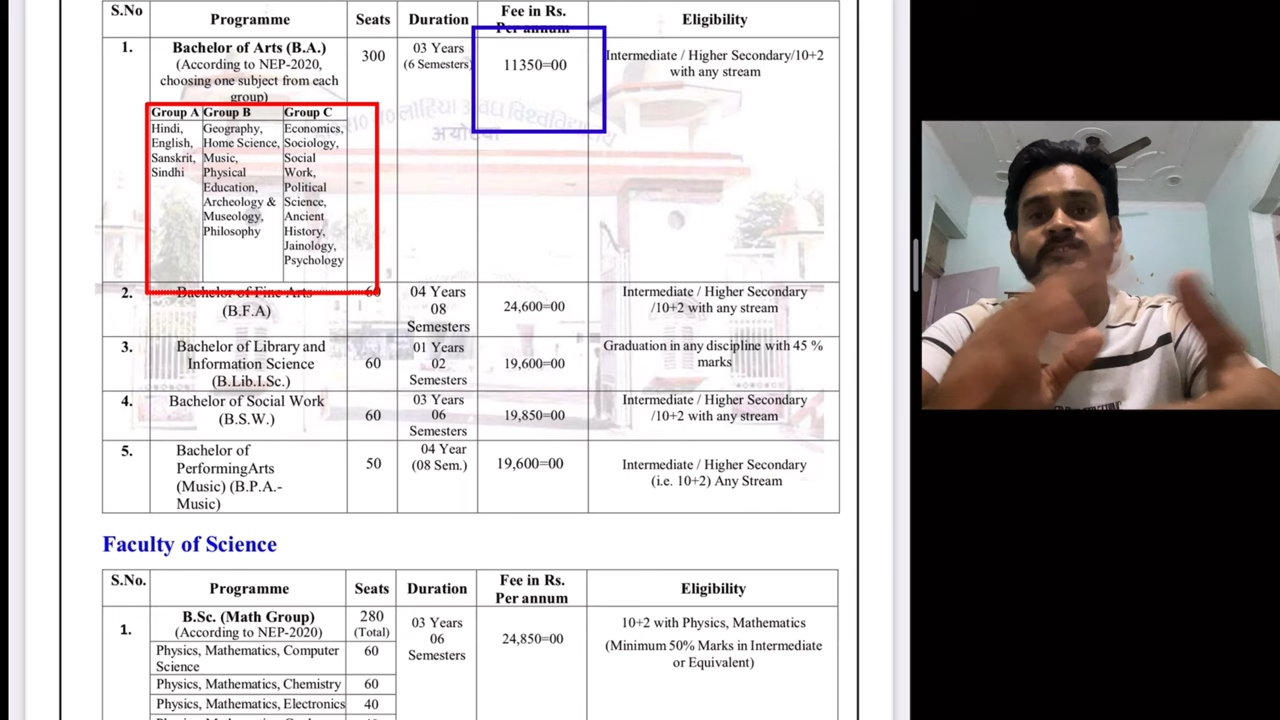 S.No Programme Seats Duration Fee in Rs. Per annum Eligibility
1. Bachelor of Arts (B.A.) 300 03 Years 11350=00 Intermediate / Higher Secondary/10+2
(According to NEP-2020, (6 Semesters) with any stream
choosing one subject from each
group)
Group A Group B Group C
Hindi, Geography, Economics,
English, Home Science, Sociology,
Sanskrit, Music, Social
Sindhi Physical Work,
Education, Political
Archeology & Science,
Museology, Ancient
Philosophy History,
Jainology,
Psychology
लोहिया अवध विश्वविद्या
अयोध्या
2. Bachelor of Fine Arts 60 04 Years 24,600=00 Intermediate / Higher Secondary
(B.F.A) 08 /10+2 with any stream
Semesters
3. Bachelor of Library and 60 01 Years 19,600=00 Graduation in any discipline with 45 %
Information Science 02 marks
(B.Lib.I.Sc.) Semesters
4. Bachelor of Social Work 60 03 Years 19,850=00 Intermediate / Higher Secondary
(B.S.W.) 06 /10+2 with any stream
Semesters
5. Bachelor of 50 04 Year 19,600=00 Intermediate / Higher Secondary
PerformingArts (08 Sem.) (i.e. 10+2) Any Stream
(Music) (B.P.A.-
Music)
Faculty of Science
S.No. Programme Seats Duration Fee in Rs. Per annum Eligibility
1. B.Sc. (Math Group) 280 03 Years 24,850=00 10+2 with Physics, Mathematics
(According to NEP-2020) (Total) 06 (Minimum 50% Marks in Intermediate
Semesters or Equivalent)
Physics, Mathematics, Computer 60
Science
Physics, Mathematics, Chemistry 60
Physics, Mathematics, Electronics 40